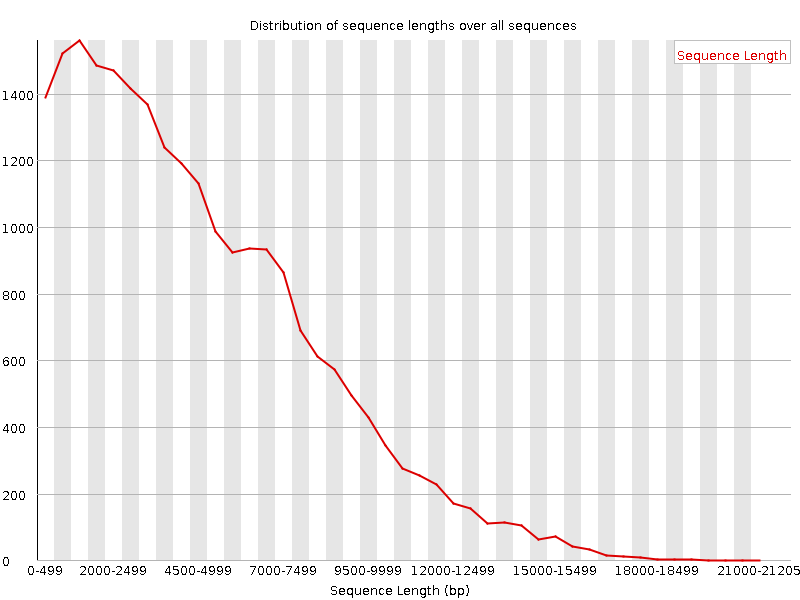 Distribution of sequence lengths over all sequences
Sequence Length
1400
1200
1000
800
600
400
200
0
0-499 2000-2499 4500-4999 7000-7499 9500-9999 12000-12499 15000-15499 18000-18499 21000-21205
Sequence Length (bp)